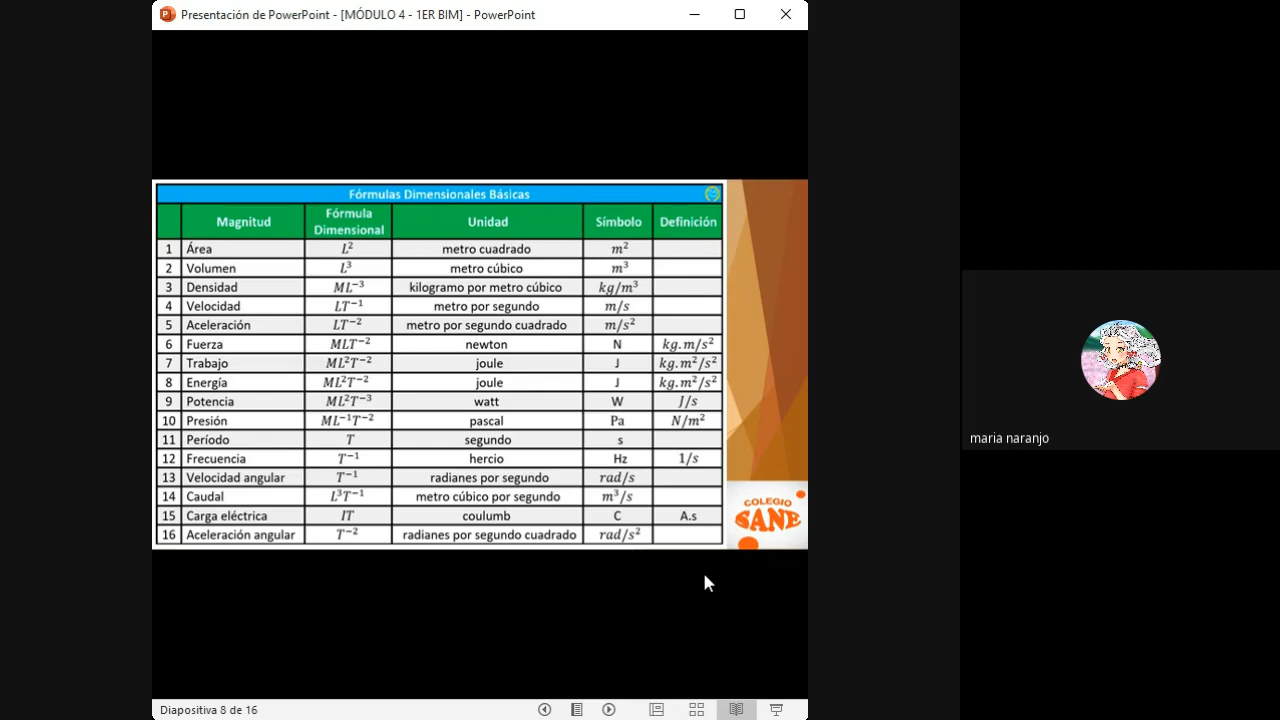 Presentación de PowerPoint - [MÓDULO 4 - 1ER BIM] - PowerPoint
Fórmulas Dimensionales Básicas
Magnitud Fórmula Dimensional Unidad Símbolo Definición
1 Área L² metro cuadrado m²
2 Volumen L³ metro cúbico m³
3 Densidad ML⁻³ kilogramo por metro cúbico kg/m³
4 Velocidad LT⁻¹ metro por segundo m/s
5 Aceleración LT⁻² metro por segundo cuadrado m/s²
6 Fuerza MLT⁻² newton N kg.m/s²
7 Trabajo ML²T⁻² joule J kg.m²/s²
8 Energía ML²T⁻² joule J kg.m²/s²
9 Potencia ML²T⁻³ watt W J/s
10 Presión ML⁻¹T⁻² pascal Pa N/m²
11 Período T segundo s
12 Frecuencia T⁻¹ hercio Hz 1/s
13 Velocidad angular T⁻¹ radianes por segundo rad/s
14 Caudal L³T⁻¹ metro cúbico por segundo m³/s
15 Carga eléctrica IT coulumb C A.s
16 Aceleración angular T⁻² radianes por segundo cuadrado rad/s²
COLEGIO
SANE
maria naranjo
Diapositiva 8 de 16